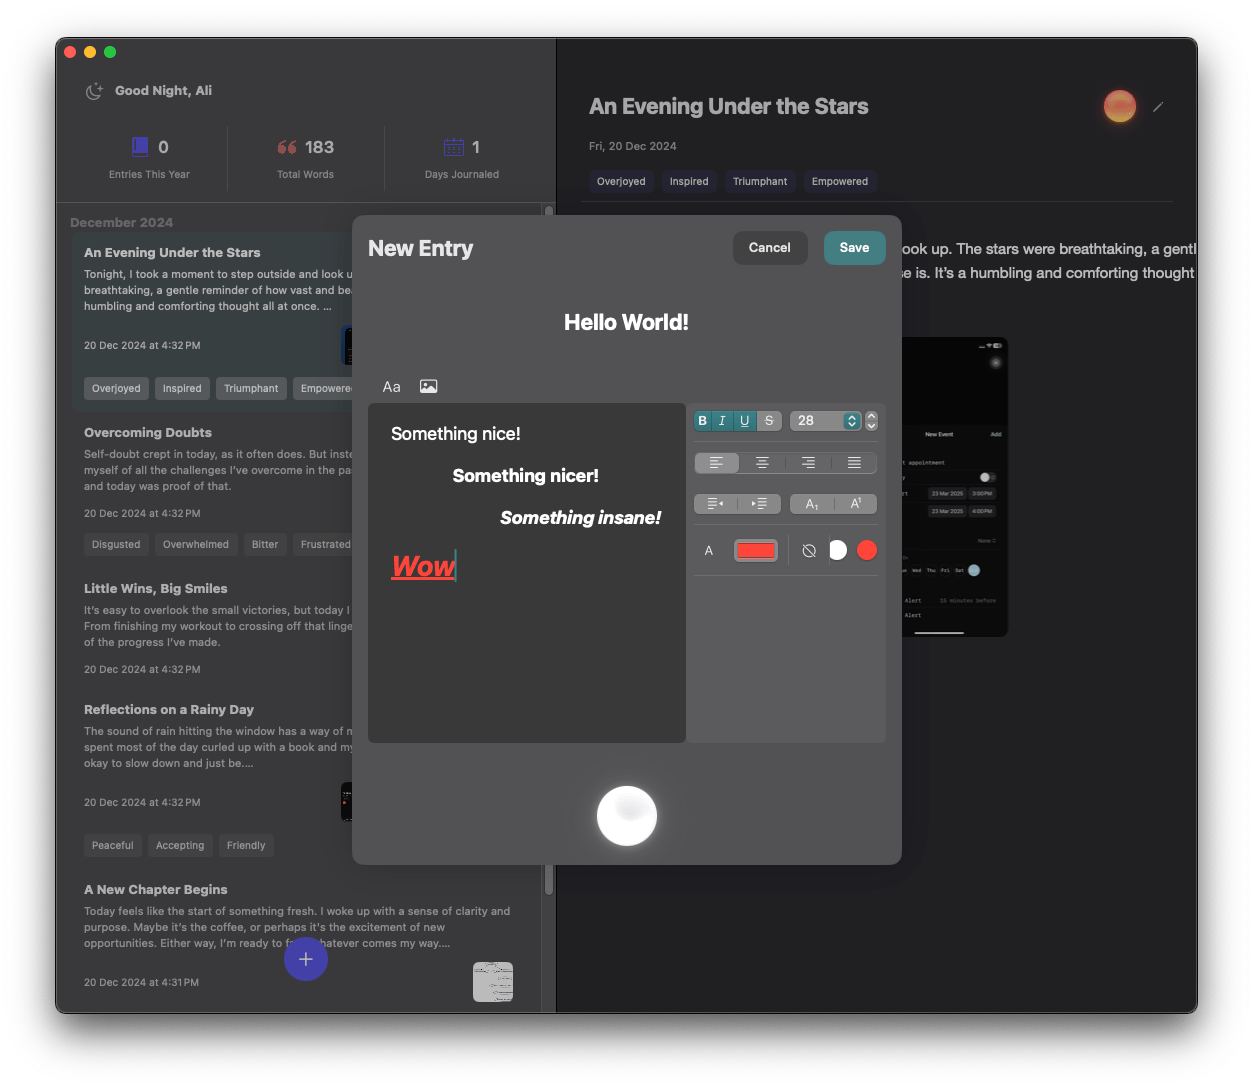 Good Night, Ali
0
Entries This Year
183
Total Words
1
Days Journaled
December 2024
An Evening Under the Stars
Tonight, I took a moment to step outside and look u
breathtaking, a gentle reminder of how vast and bea
humbling and comforting thought all at once. ...
20 Dec 2024 at 4:32 PM
Overjoyed Inspired Triumphant Empowered
Overcoming Doubts
Self-doubt crept in today, as it often does. But inste
myself of all the challenges I've overcome in the pa
and today was proof of that.
20 Dec 2024 at 4:32 PM
Disgusted Overwhelmed Bitter Frustrated
Little Wins, Big Smiles
It's easy to overlook the small victories, but today I
From finishing my workout to crossing off that linge
of the progress I've made.
20 Dec 2024 at 4:32 PM
Reflections on a Rainy Day
The sound of rain hitting the window has a way of m
spent most of the day curled up with a book and my
okay to slow down and just be....
20 Dec 2024 at 4:32 PM
Peaceful Accepting Friendly
A New Chapter Begins
Today feels like the start of something fresh. I woke up with a sense of clarity and
purpose. Maybe it's the coffee, or perhaps it's the excitement of new
opportunities. Either way, I'm ready to fa hatever comes my way....
20 Dec 2024 at 4:31 PM
An Evening Under the Stars
Fri, 20 Dec 2024
Overjoyed Inspired Triumphant Empowered
ook up. The stars were breathtaking, a gentl
se is. It's a humbling and comforting thought
New Event Add
t appointment
23 Mar 2025 3:00PM
23 Mar 2025 4:00PM
None
Wed Thu Fri Sat
Alert 15 minutes before
Alert
New Entry
Cancel
Save
Hello World!
Aa
Something nice!
Something nicer!
Something insane!
Wow
B I U S 28
A₁ A¹
A